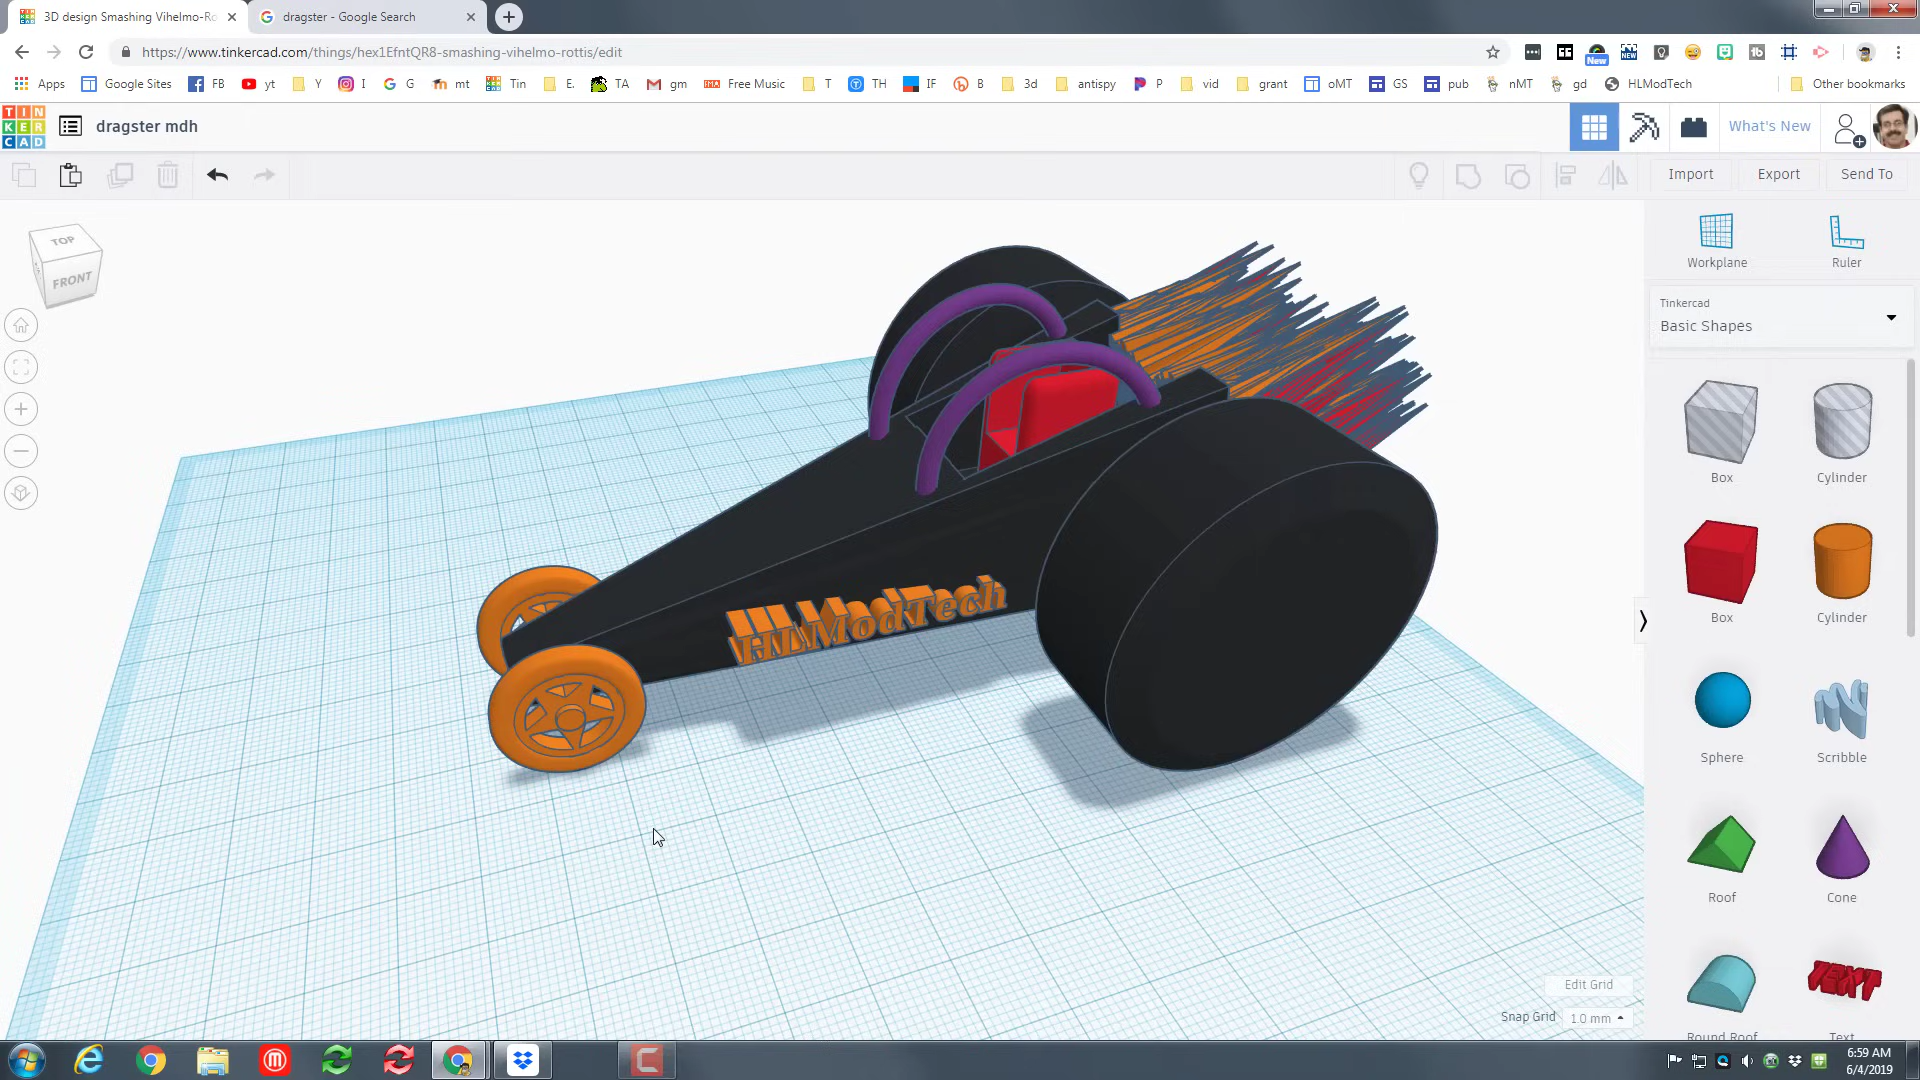 3D design Smashing Vihelmo-Ro
dragster - Google Search
https://www.tinkercad.com/things/hex1EfntQR8-smashing-vihelmo-rottis/edit
Apps
Google Sites
FB
yt
Y
I
G
mt
Tin
E.
TA
gm
Free Music
T
TH
IF
B
3d
antispy
P
vid
grant
oMT
GS
pub
nMT
gd
HLModTech
Other bookmarks
TIN
KER
CAD
dragster mdh
What's New
Import
Export
Send To
TOP
FRONT
Workplane
Ruler
Tinkercad
Basic Shapes
Box
Cylinder
Box
Cylinder
HLModTech
Sphere
Scribble
Roof
Cone
TEXT
Round Roof
Text
Edit Grid
Snap Grid
1.0 mm
6:59 AM
6/4/2019